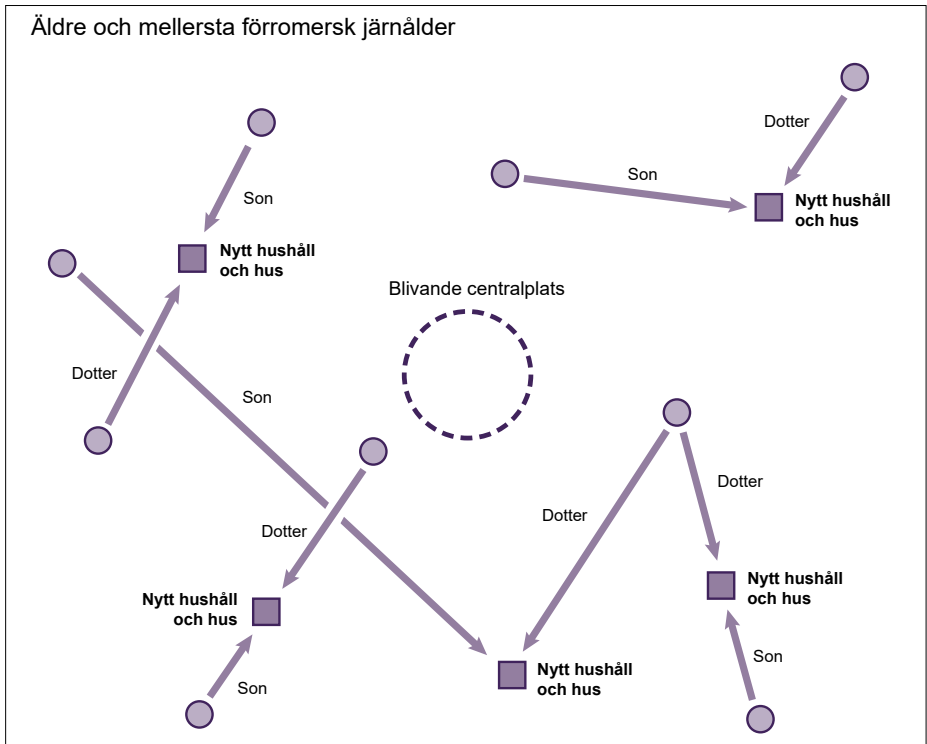 Äldre och mellersta förromersk järnålder
Dotter
Son
Nytt hushåll
och hus
Son
Nytt hushåll
och hus
Blivande centralplats
Dotter
Son
Dotter
Dotter
Dotter
Nytt hushåll
och hus
Nytt hushåll
och hus
Son
Son
Nytt hushåll
och hus